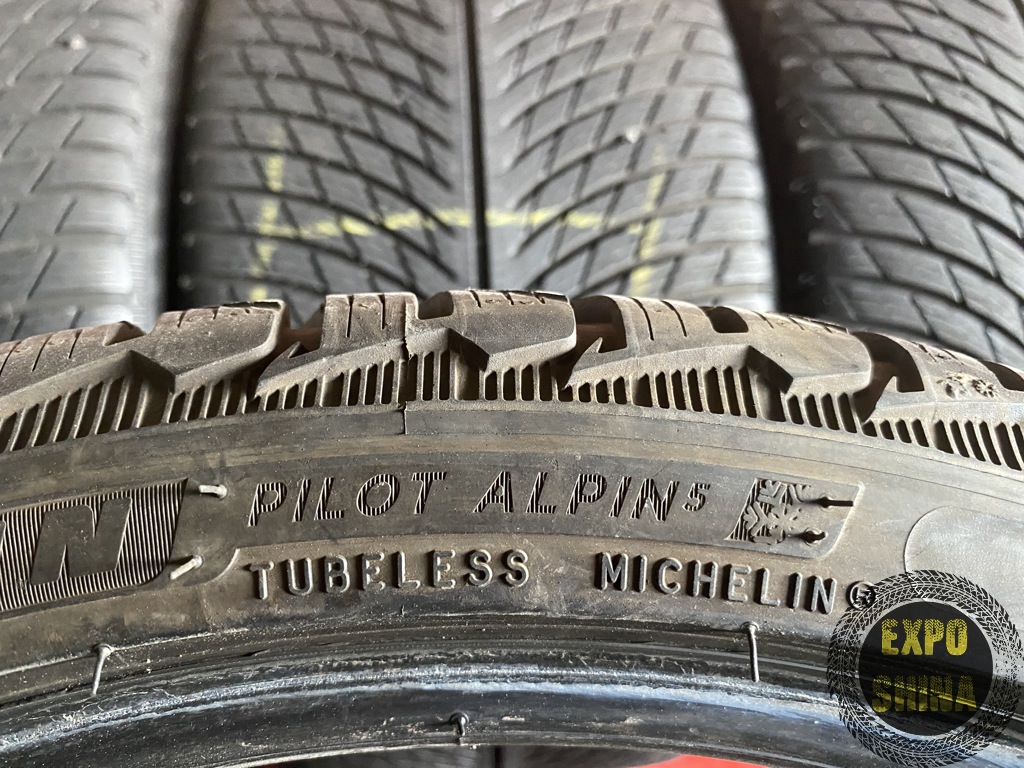 N
PILOT ALPIN5
TUBELESS MICHELIN®
EXPO
SHINA